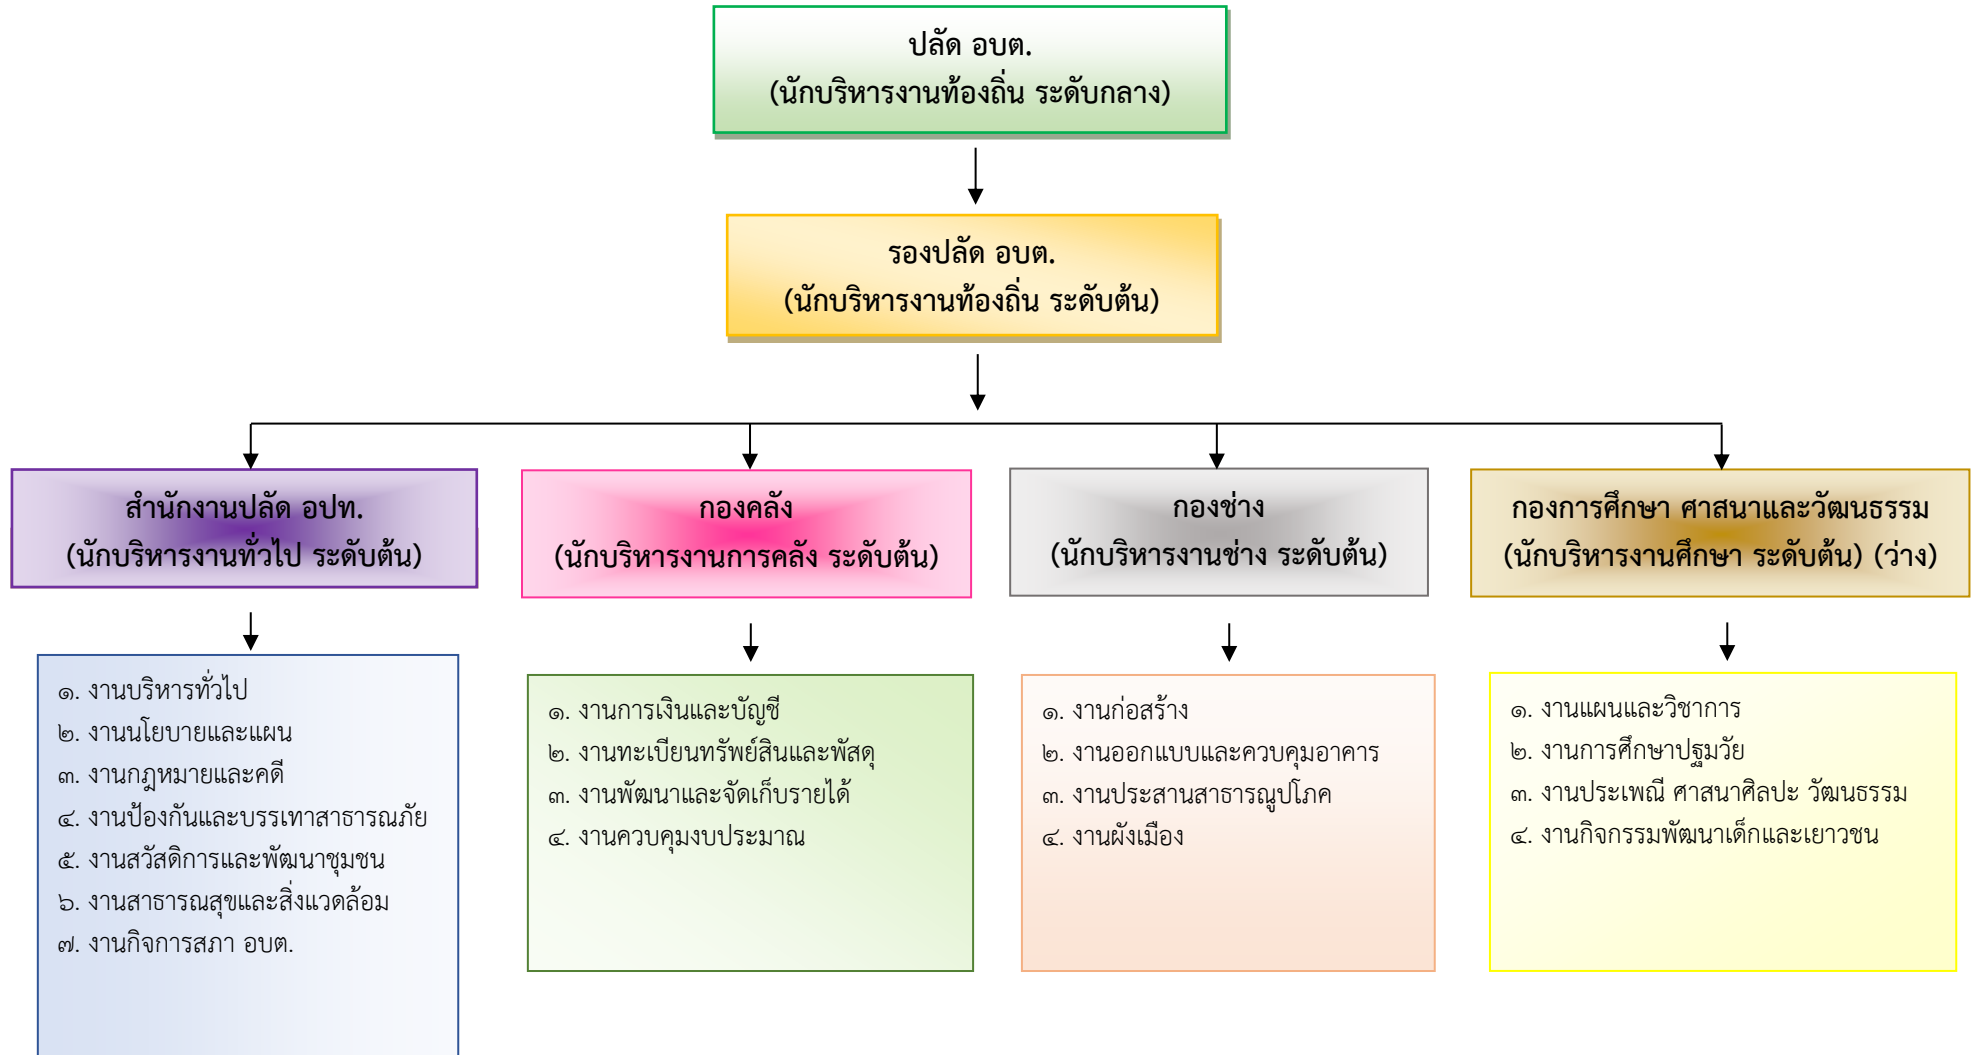 ปลัด อบต.
(นักบริหารงานท้องถิ่น ระดับกลาง)
รองปลัด อบต.
(นักบริหารงานท้องถิ่น ระดับต้น)
สำนักงานปลัด อปท.
(นักบริหารงานทั่วไป ระดับต้น)
กองคลัง
(นักบริหารงานการคลัง ระดับต้น)
กองช่าง
(นักบริหารงานช่าง ระดับต้น)
กองการศึกษา ศาสนาและวัฒนธรรม
(นักบริหารงานศึกษา ระดับต้น) (ว่าง)
๑. งานบริหารทั่วไป
๒. งานนโยบายและแผน
๓. งานกฎหมายและคดี
๔. งานป้องกันและบรรเทาสาธารณภัย
๕. งานสวัสดิการและพัฒนาชุมชน
๖. งานสาธารณสุขและสิ่งแวดล้อม
๗. งานกิจการสภา อบต.
๑. งานการเงินและบัญชี
๒. งานทะเบียนทรัพย์สินและพัสดุ
๓. งานพัฒนาและจัดเก็บรายได้
๔. งานควบคุมงบประมาณ
๑. งานก่อสร้าง
๒. งานออกแบบและควบคุมอาคาร
๓. งานประสานสาธารณูปโภค
๔. งานผังเมือง
๑. งานแผนและวิชาการ
๒. งานการศึกษาปฐมวัย
๓. งานประเพณี ศาสนาศิลปะ วัฒนธรรม
๔. งานกิจกรรมพัฒนาเด็กและเยาวชน